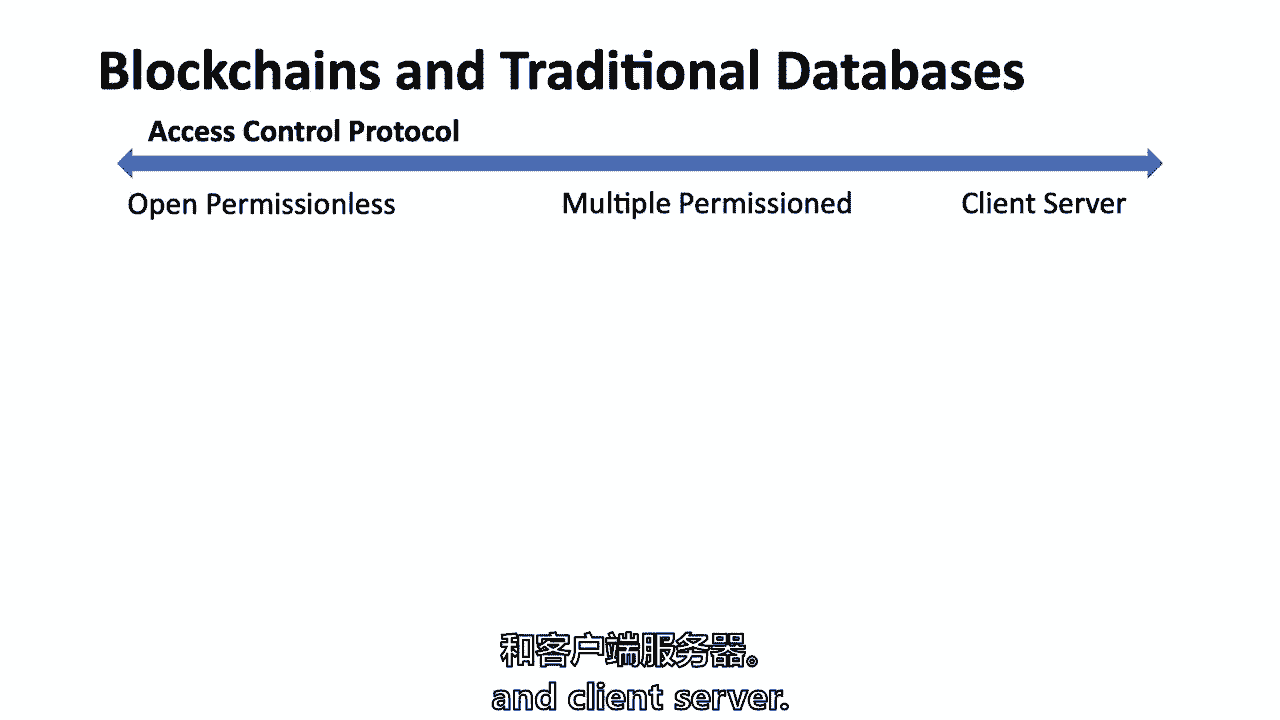 Blockchains and Traditional Databases
Access Control Protocol
Open Permissionless Multiple Permissioned Client Server
和客户端服务器。
and client server.